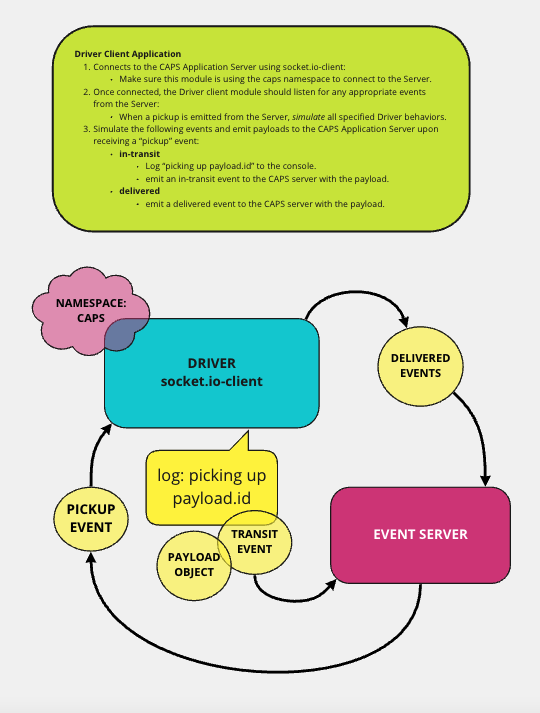 Driver Client Application
1. Connects to the CAPS Application Server using socket.io-client:
• Make sure this module is using the caps namespace to connect to the Server.
2. Once connected, the Driver client module should listen for any appropriate events
from the Server:
• When a pickup is emitted from the Server, simulate all specified Driver behaviors.
3. Simulate the following events and emit payloads to the CAPS Application Server upon
receiving a “pickup” event:
• in-transit
• Log “picking up payload.id” to the console.
• emit an in-transit event to the CAPS server with the payload.
• delivered
• emit a delivered event to the CAPS server with the payload.
NAMESPACE:
CAPS
DRIVER
socket.io-client
DELIVERED
EVENTS
log: picking up
payload.id
PICKUP
EVENT
TRANSIT
EVENT
PAYLOAD
OBJECT
EVENT SERVER